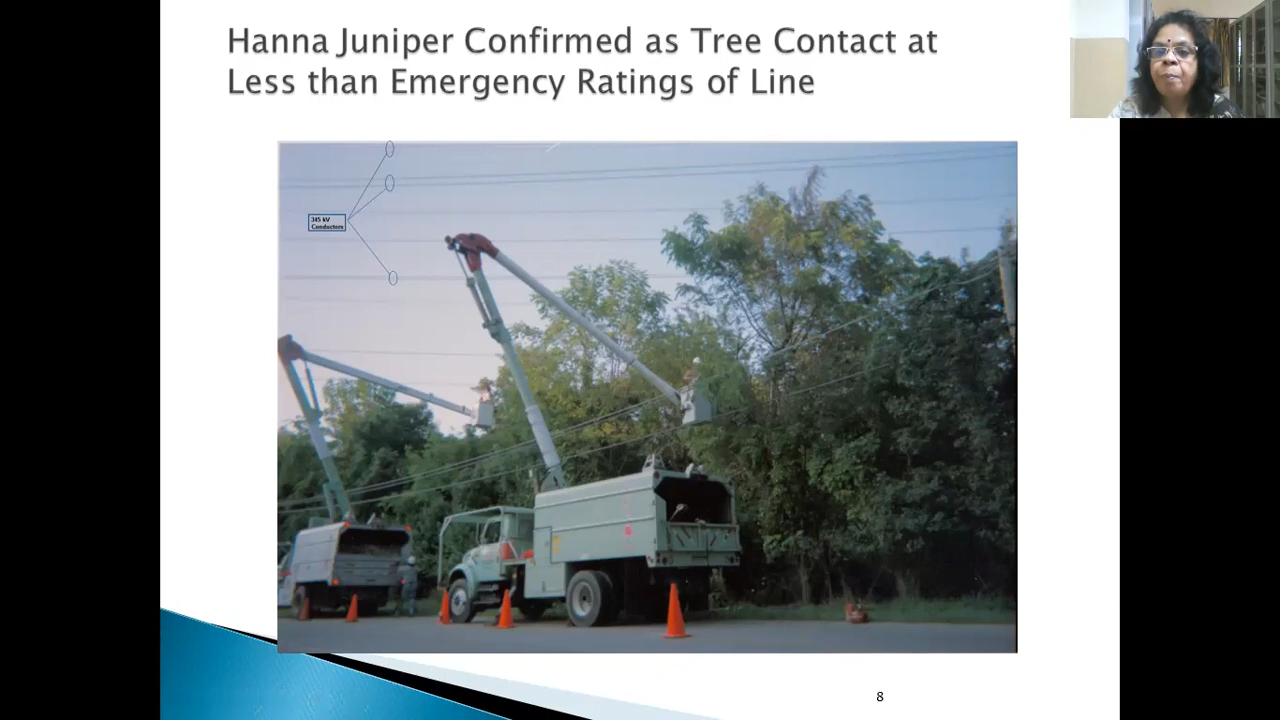 Hanna Juniper Confirmed as Tree Contact at
Less than Emergency Ratings of Line
345 kV
Conductors
8